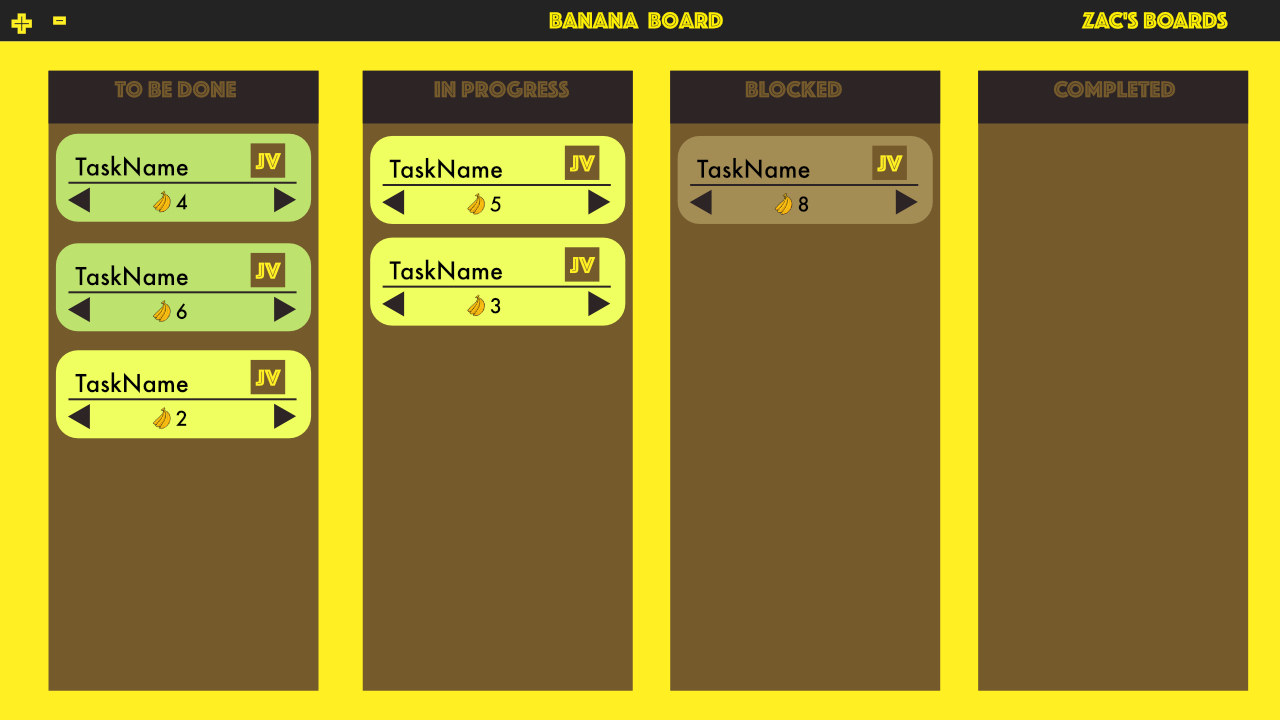 + - BANANA BOARD ZAC'S BOARDS
TO BE DONE
TaskName JV
4
TaskName JV
6
TaskName JV
2
IN PROGRESS
TaskName JV
5
TaskName JV
3
BLOCKED
TaskName JV
8
COMPLETED